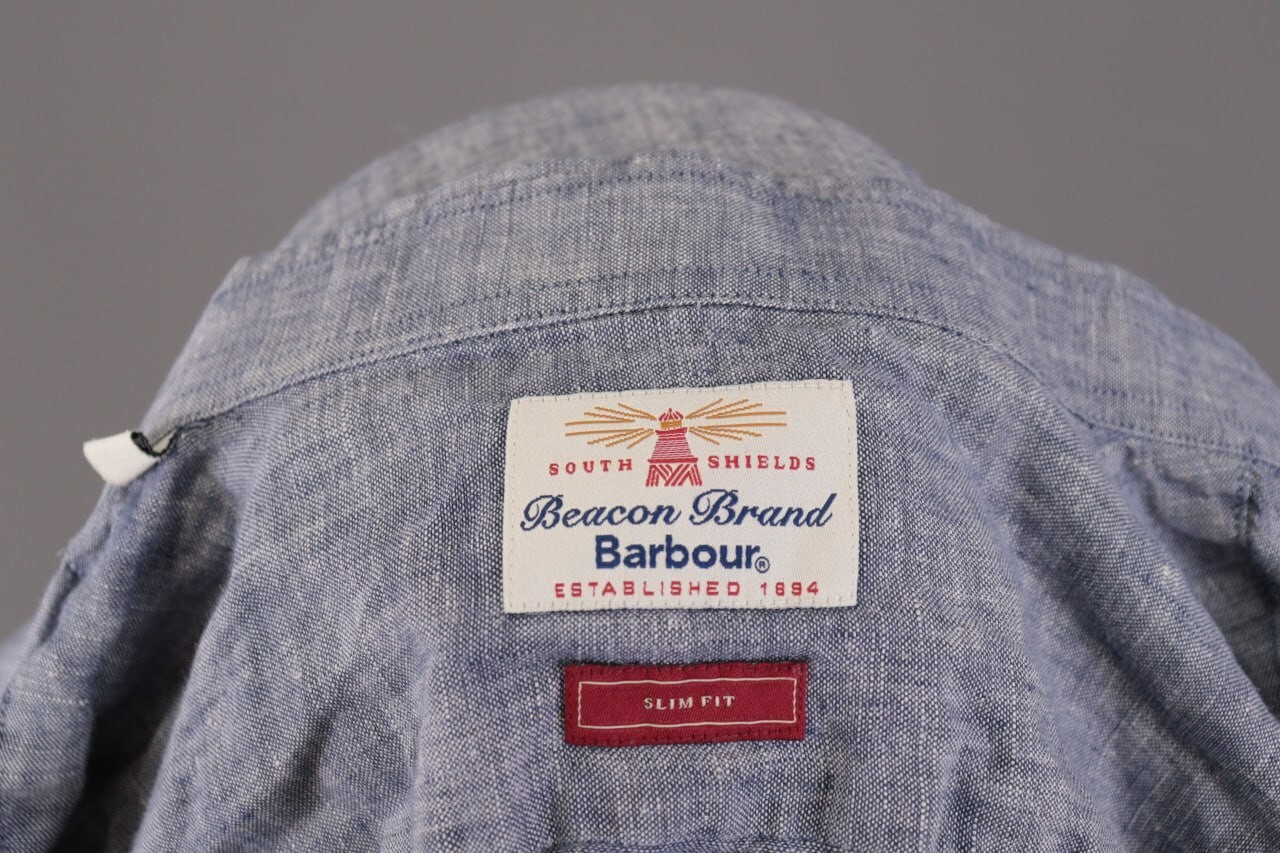 SOUTH SHIELDS
Beacon Brand
Barbour®
ESTABLISHED 1894
SLIM FIT